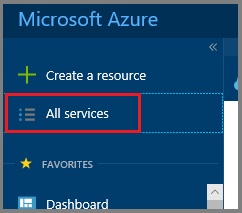 Microsoft Azure
Create a resource
All services
FAVORITES
Dashboard